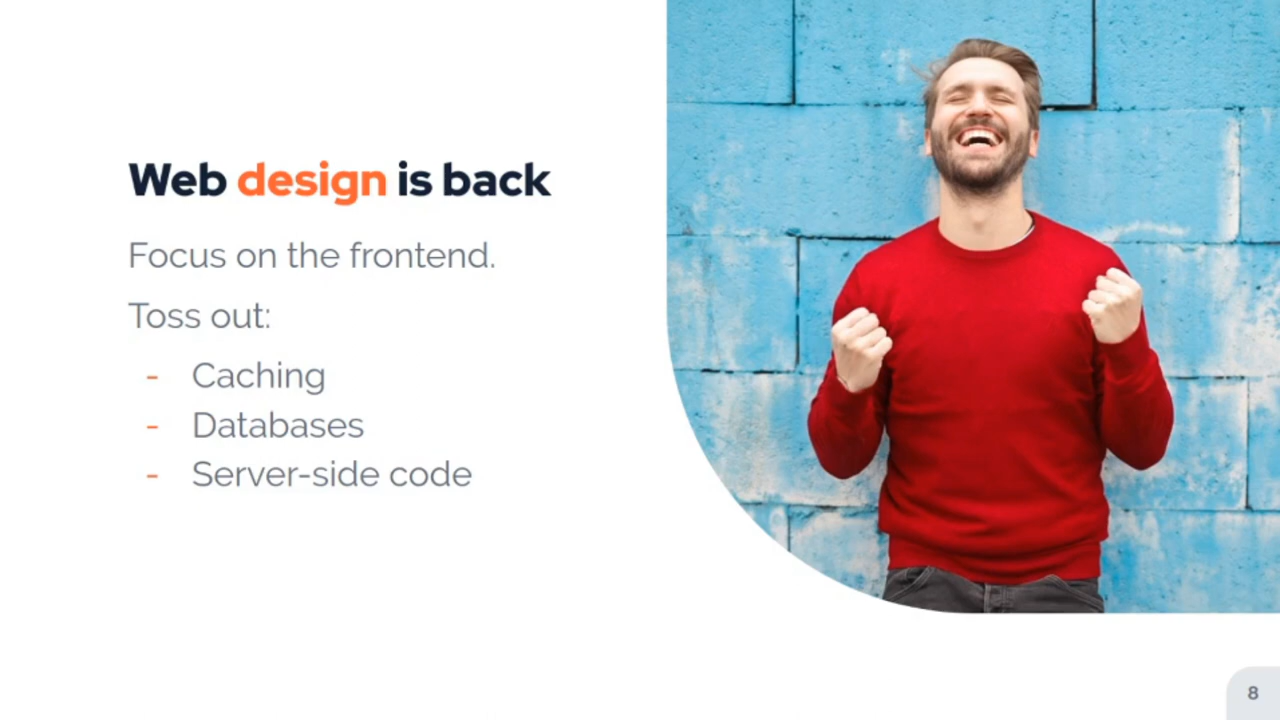 Web design is back
Focus on the frontend.
Toss out:
- Caching
- Databases
- Server-side code
8